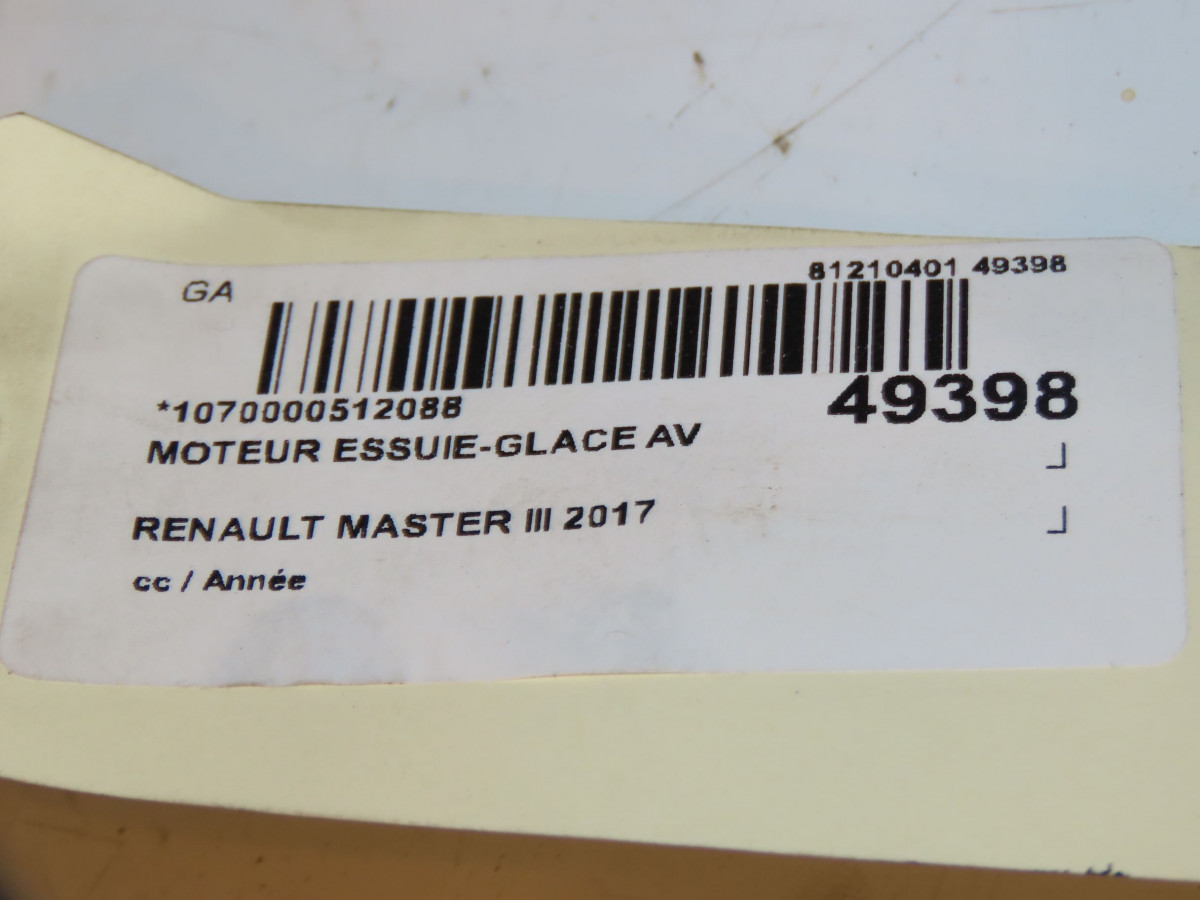 GA
81210401 49398
*1070000512088
49398
MOTEUR ESSUIE-GLACE AV
RENAULT MASTER III 2017
cc / Année